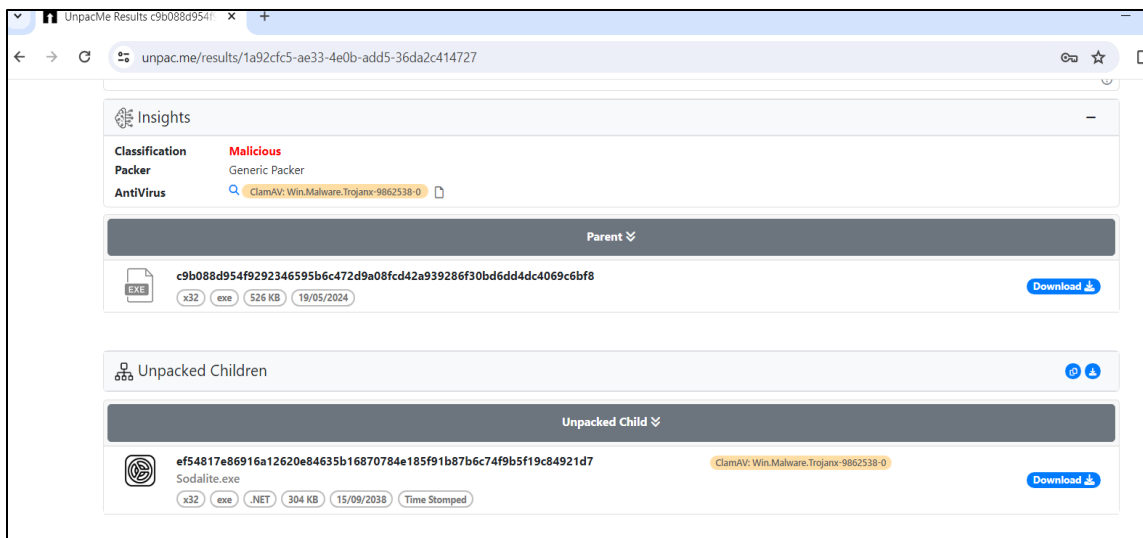 UnpacMe Results c9b088d954f9
unpac.me/results/1a92cfc5-ae33-4e0b-add5-36da2c414727
Insights
Classification Malicious
Packer Generic Packer
AntiVirus ClamAV: Win.Malware.Trojanx-9862538-0
Parent
EXE c9b088d954f9292346595b6c472d9a08fcd42a939286f30bd6dd4dc4069c6bf8 Download
x32 exe 526 KB 19/05/2024
Unpacked Children
Unpacked Child
ef54817e86916a12620e84635b16870784e185f91b87b6c74f9b5f19c84921d7 ClamAV: Win.Malware.Trojanx-9862538-0
Sodalite.exe Download
x32 exe .NET 304 KB 15/09/2038 Time Stomped